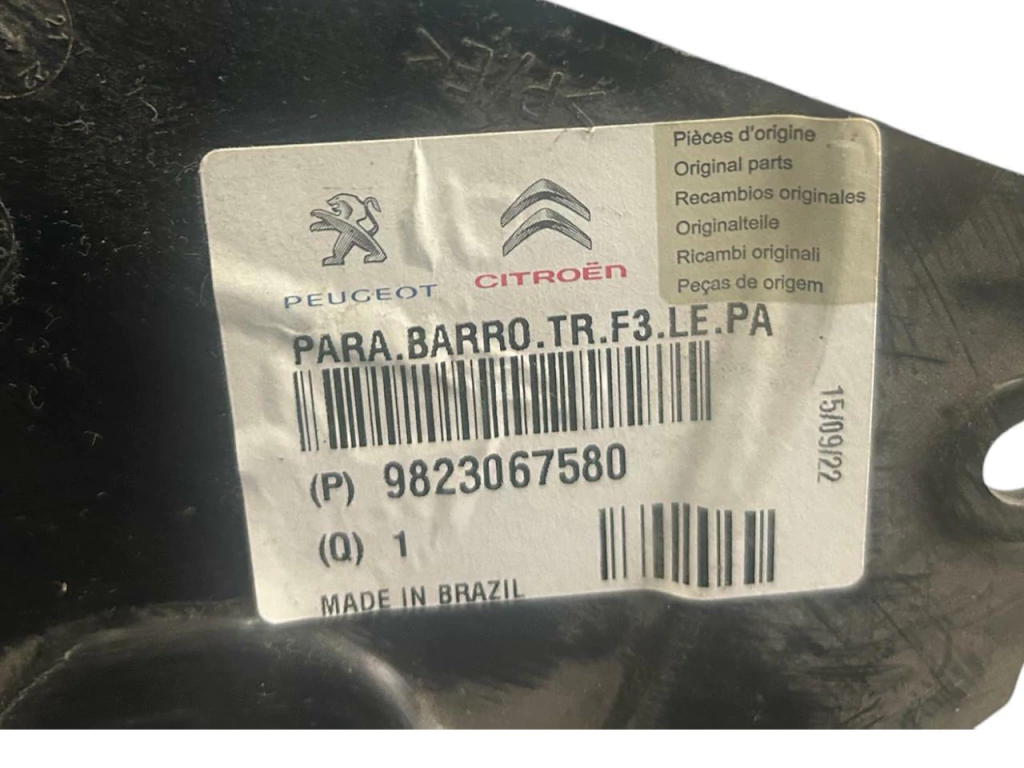 PEUGEOT
CITROËN
Pièces d'origine
Original parts
Recambios originales
Originalteile
Ricambi originali
Peças de origem
PARA.BARRO.TR.F3.LE.PA
(P) 9823067580
(Q) 1
MADE IN BRAZIL
15/09/22